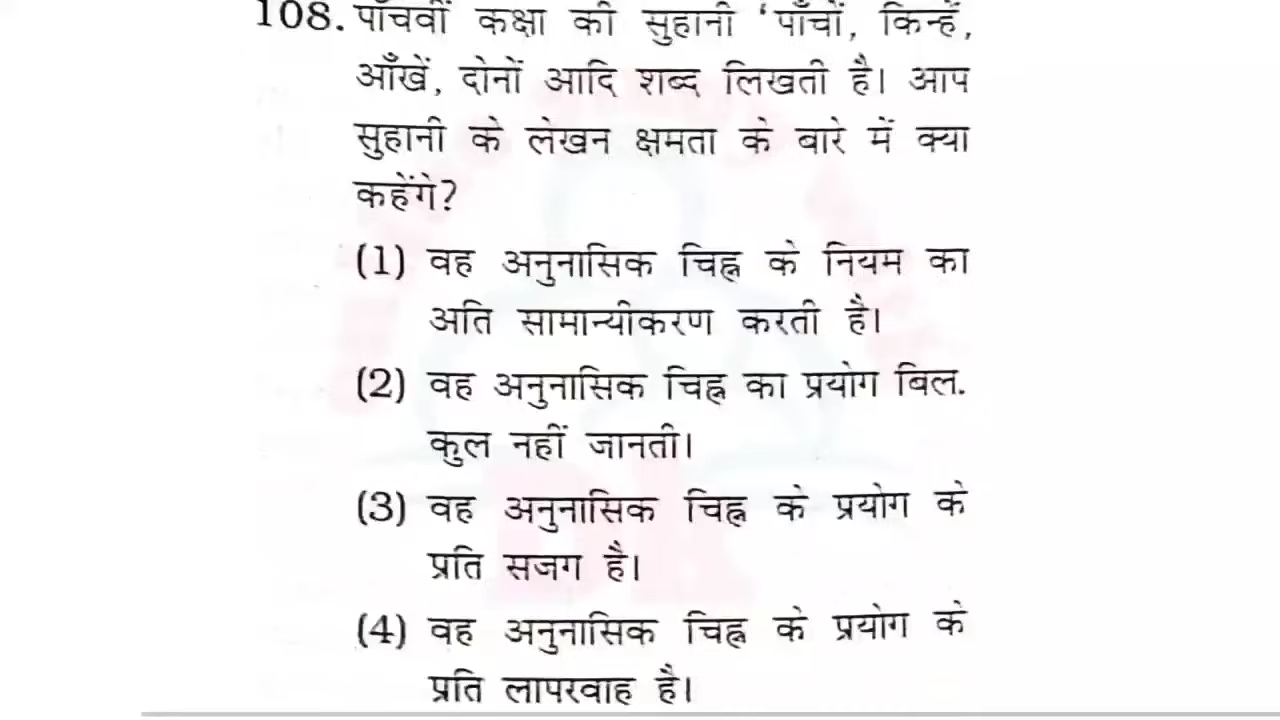 108. पाँचवीं कक्षा की सुहानी 'पाँचों, किन्हें,
आँखें, दोनों आदि शब्द लिखती है। आप
सुहानी के लेखन क्षमता के बारे में क्या
कहेंगे?
(1) वह अनुनासिक चिह्न के नियम का
अति सामान्यीकरण करती है।
(2) वह अनुनासिक चिह्न का प्रयोग बिल.
कुल नहीं जानती।
(3) वह अनुनासिक चिह्न के प्रयोग के
प्रति सजग है।
(4) वह अनुनासिक चिह्न के प्रयोग के
प्रति लापरवाह है।